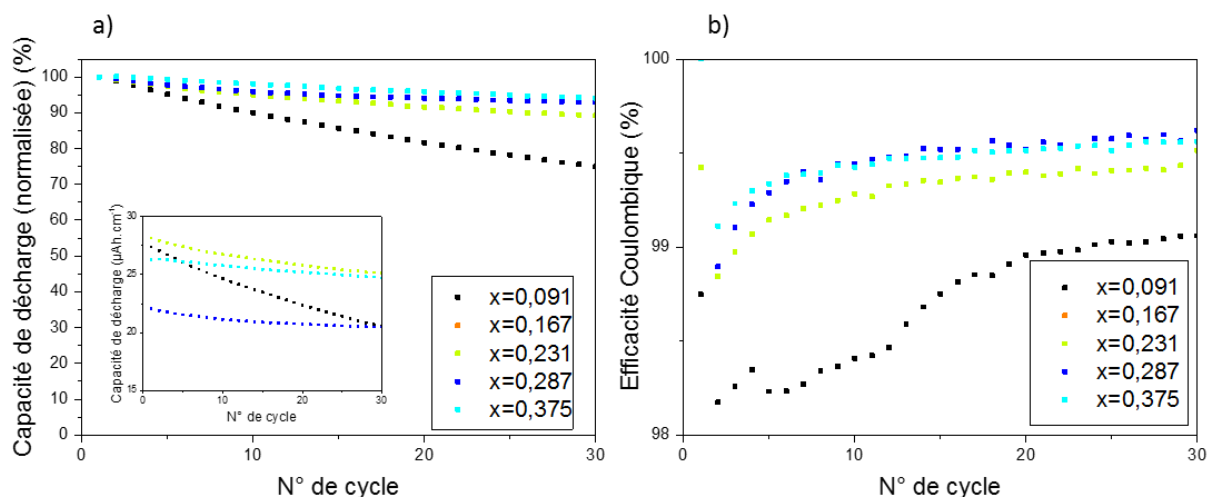 a)
Capacité de décharge (normalisée) (%)
100
90
80
70
60
50
40
30
20
10
0
0
10
20
30
N° de cycle
Capacité de décharge (µAh.cm⁻¹)
30
25
20
15
0
10
20
30
N° de cycle
x=0,091
x=0,167
x=0,231
x=0,287
x=0,375
b)
Efficacité Coulombique (%)
100
99
98
0
10
20
30
N° de cycle
x=0,091
x=0,167
x=0,231
x=0,287
x=0,375